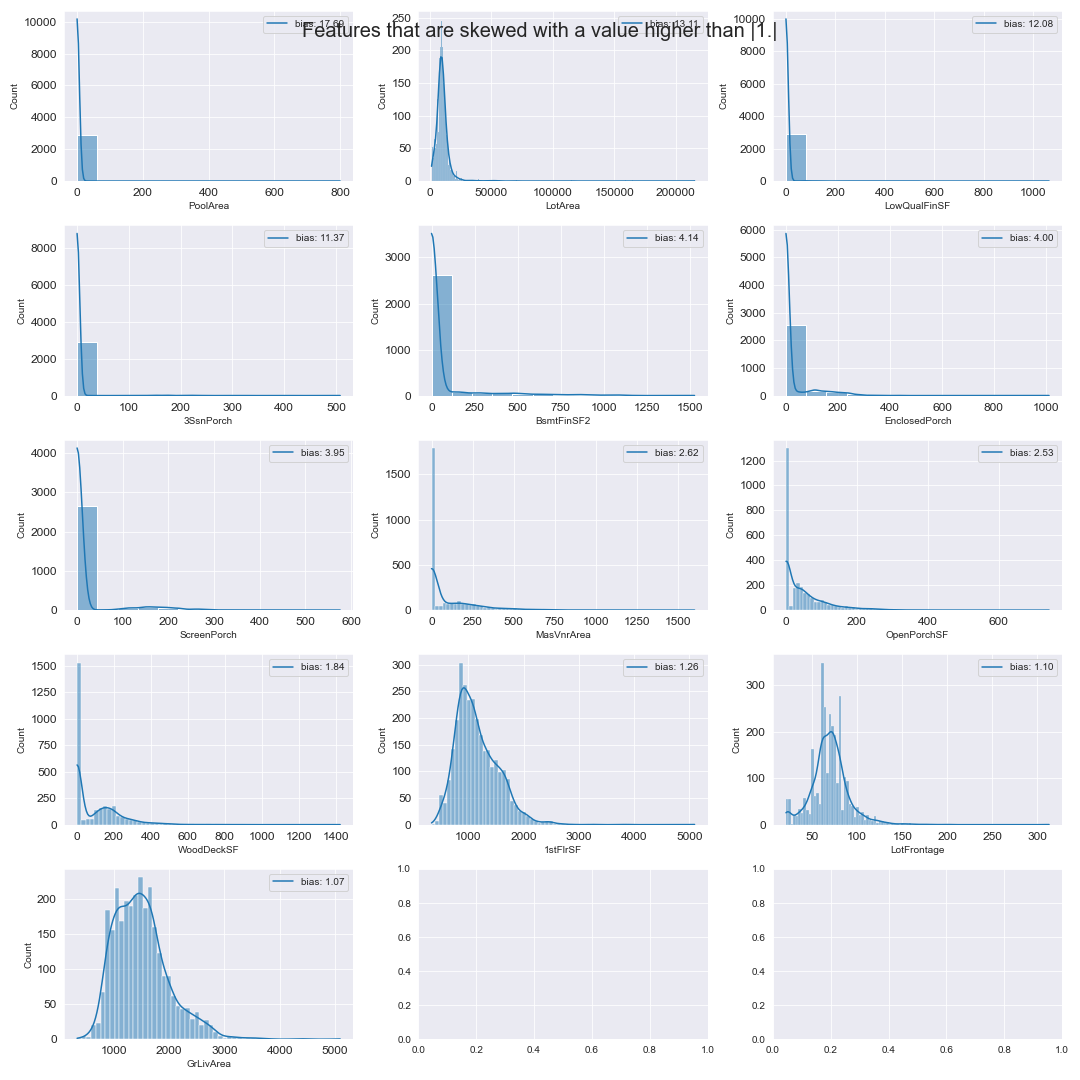 Features that are skewed with a value higher than |1.|
bias: 17.69
10000
8000
6000
4000
2000
0
Count
0 200 400 600 800
PoolArea
bias: 13.11
250
200
150
100
50
0
Count
0 50000 100000 150000 200000
LotArea
bias: 12.08
10000
8000
6000
4000
2000
0
Count
0 200 400 600 800 1000
LowQualFinSF
bias: 11.37
8000
6000
4000
2000
0
Count
0 100 200 300 400 500
3SsnPorch
bias: 4.14
3000
2000
1000
0
Count
0 250 500 750 1000 1250 1500
BsmtFinSF2
bias: 4.00
6000
5000
4000
3000
2000
1000
0
Count
0 200 400 600 800 1000
EnclosedPorch
bias: 3.95
4000
3000
2000
1000
0
Count
0 100 200 300 400 500 600
ScreenPorch
bias: 2.62
1500
1000
500
0
Count
0 250 500 750 1000 1250 1500
MasVnrArea
bias: 2.53
1200
1000
800
600
400
200
0
Count
0 200 400 600
OpenPorchSF
bias: 1.84
1500
1250
1000
750
500
250
0
Count
0 200 400 600 800 1000 1200 1400
WoodDeckSF
bias: 1.26
300
250
200
150
100
50
0
Count
1000 2000 3000 4000 5000
1stFlrSF
bias: 1.10
300
200
100
0
Count
50 100 150 200 250 300
LotFrontage
bias: 1.07
200
150
100
50
0
Count
1000 2000 3000 4000 5000
GrLivArea
1.0
0.8
0.6
0.4
0.2
0.0
0.0 0.2 0.4 0.6 0.8 1.0
1.0
0.8
0.6
0.4
0.2
0.0
0.0 0.2 0.4 0.6 0.8 1.0